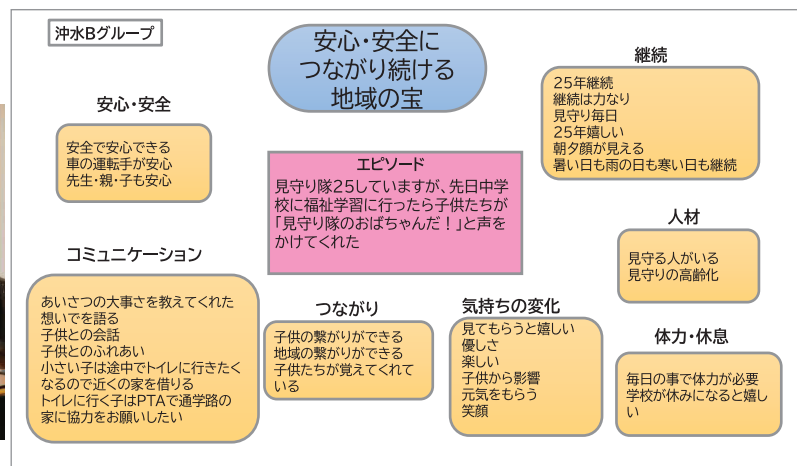 沖水Bグループ
安心・安全に
つながり続ける
地域の宝
継続
25年継続
継続は力なり
見守り毎日
25年嬉しい
朝夕顔が見える
暑い日も雨の日も寒い日も継続
安心・安全
安全で安心できる
車の運転手が安心
先生・親・子も安心
エピソード
見守り隊25していますが、先日中学
校に福祉学習に行ったら子供たちが
「見守り隊のおばちゃんだ！」と声を
かけてくれた
人材
見守る人がいる
見守りの高齢化
コミュニケーション
あいさつの大事さを教えてくれた
想いでを語る
子供との会話
子供とのふれあい
小さい子は途中でトイレに行きたく
なるので近くの家を借りる
トイレに行く子はPTAで通学路の
家に協力をお願いしたい
つながり
子供の繋がりができる
地域の繋がりができる
子供たちが覚えてくれて
いる
気持ちの変化
見てもらうと嬉しい
優しさ
楽しい
子供から影響
元気をもらう
笑顔
体力・休息
毎日の事で体力が必要
学校が休みになると嬉し
い